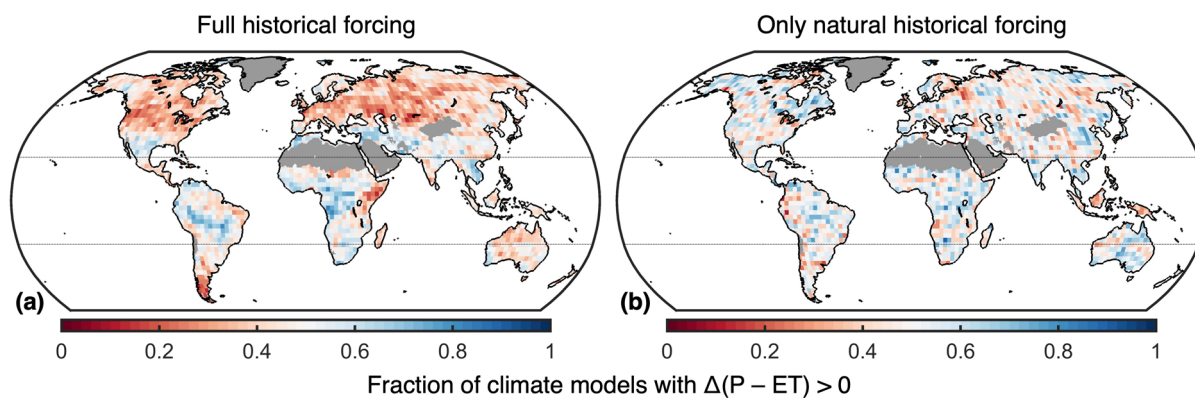 Full historical forcing
Only natural historical forcing
(a)
(b)
0 0.2 0.4 0.6 0.8 1
0 0.2 0.4 0.6 0.8 1
Fraction of climate models with Δ(P – ET) > 0